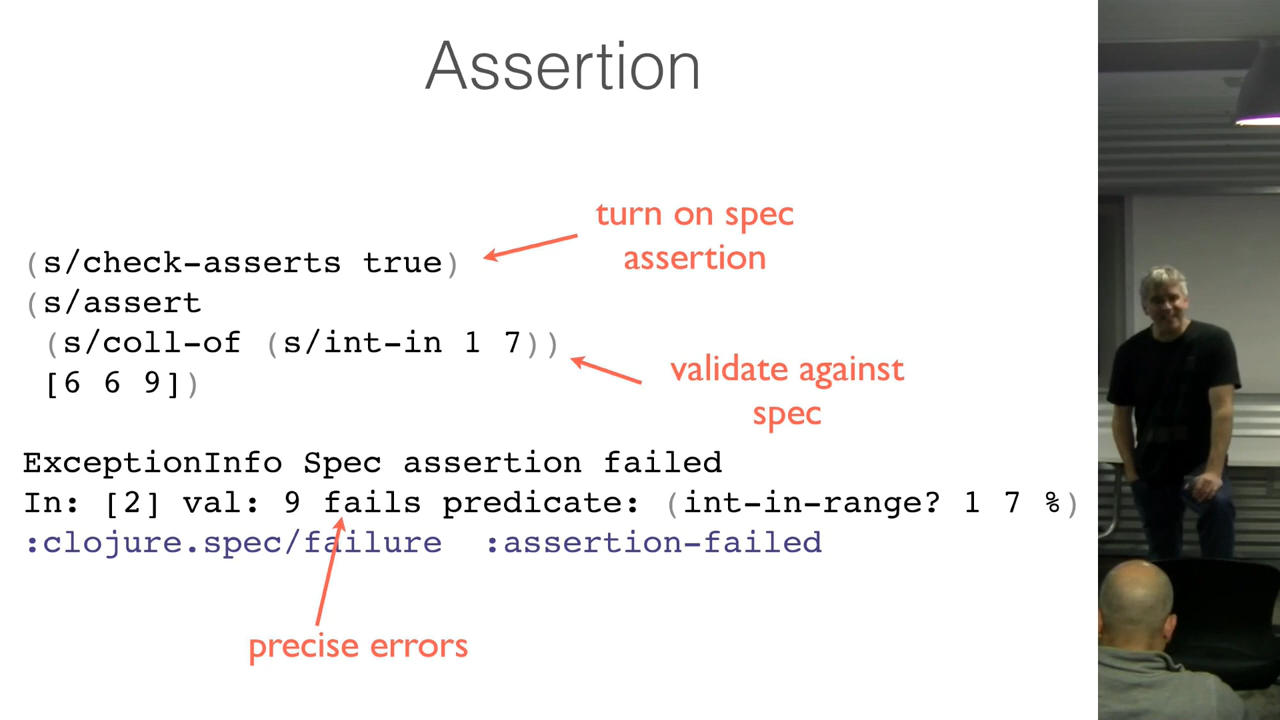 Assertion
turn on spec
assertion
(s/check-asserts true)
(s/assert
(s/coll-of (s/int-in 1 7))
[6 6 9])
validate against
spec
ExceptionInfo Spec assertion failed
In: [2] val: 9 fails predicate: (int-in-range? 1 7 %)
:clojure.spec/failure :assertion-failed
precise errors